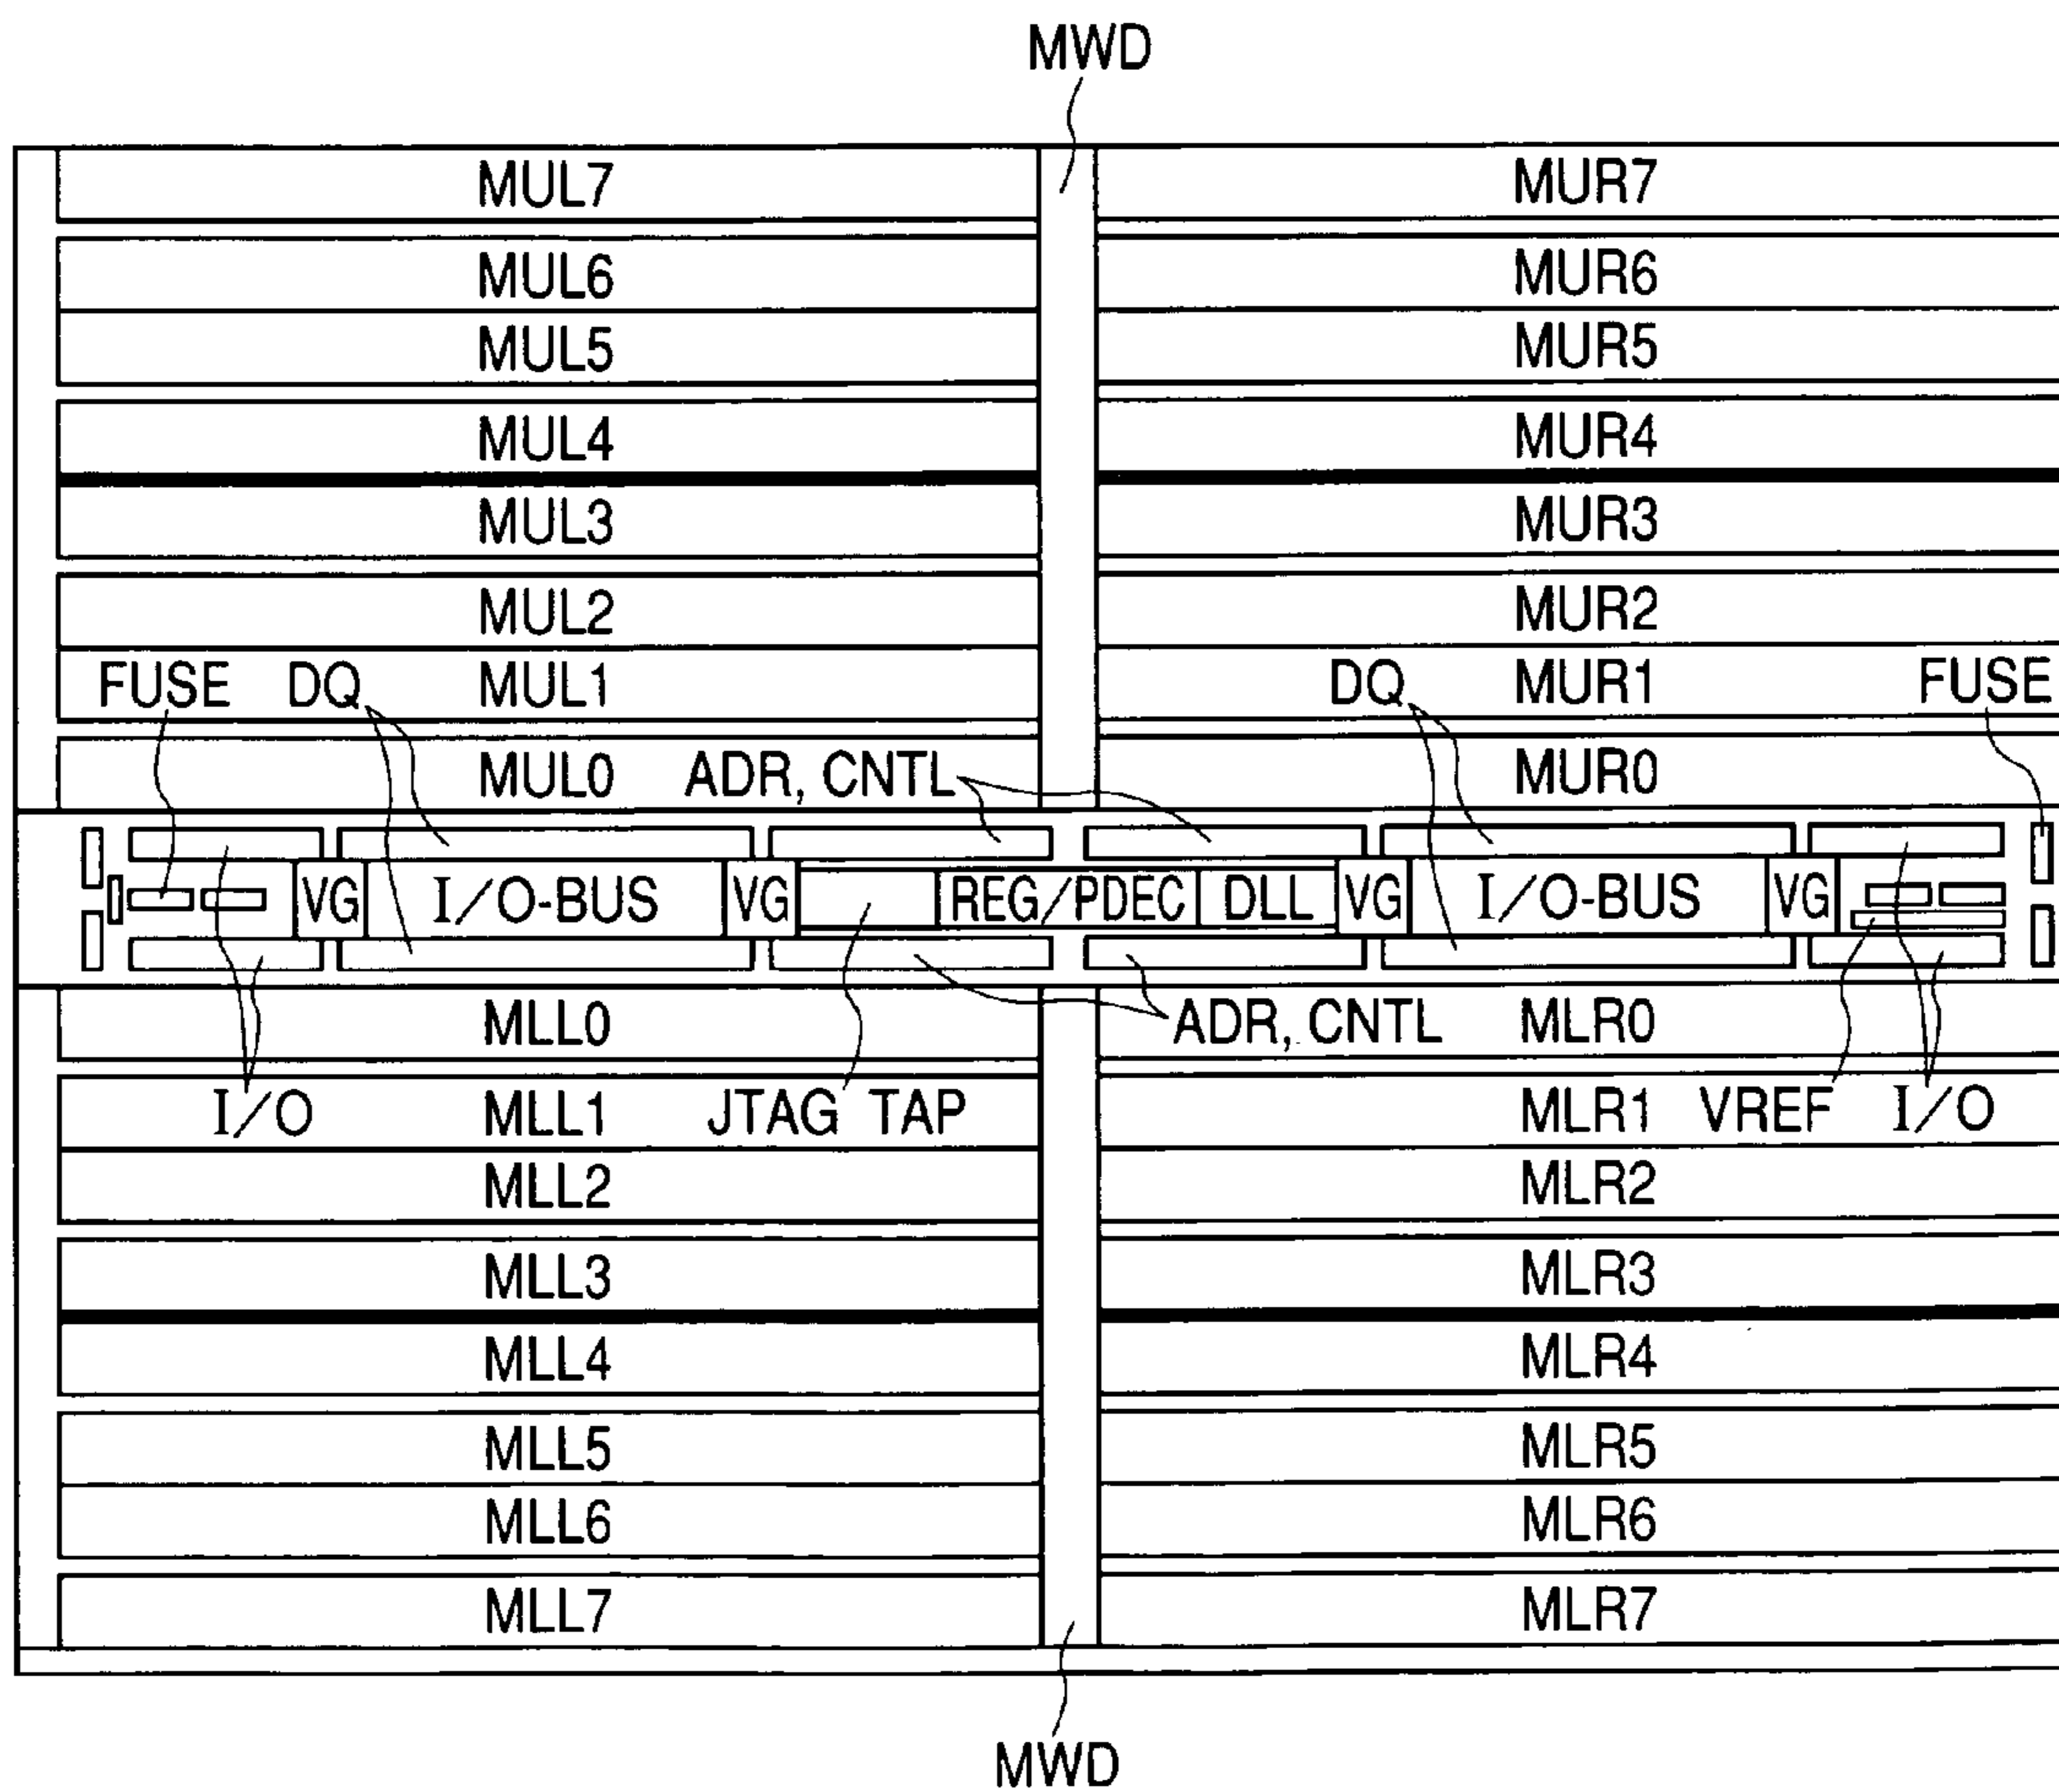 MWD
MUL7 MUR7
MUL6 MUR6
MUL5 MUR5
MUL4 MUR4
MUL3 MUR3
MUL2 MUR2
FUSE DQ MUL1 DQ MUR1 FUSE
MUL0 ADR, CNTL MUR0
VG I/O-BUS VG REG/PDEC DLL VG I/O-BUS VG
MLL0 ADR, CNTL MLR0
I/O MLL1 JTAG TAP MLR1 VREF I/O
MLL2 MLR2
MLL3 MLR3
MLL4 MLR4
MLL5 MLR5
MLL6 MLR6
MLL7 MLR7
MWD